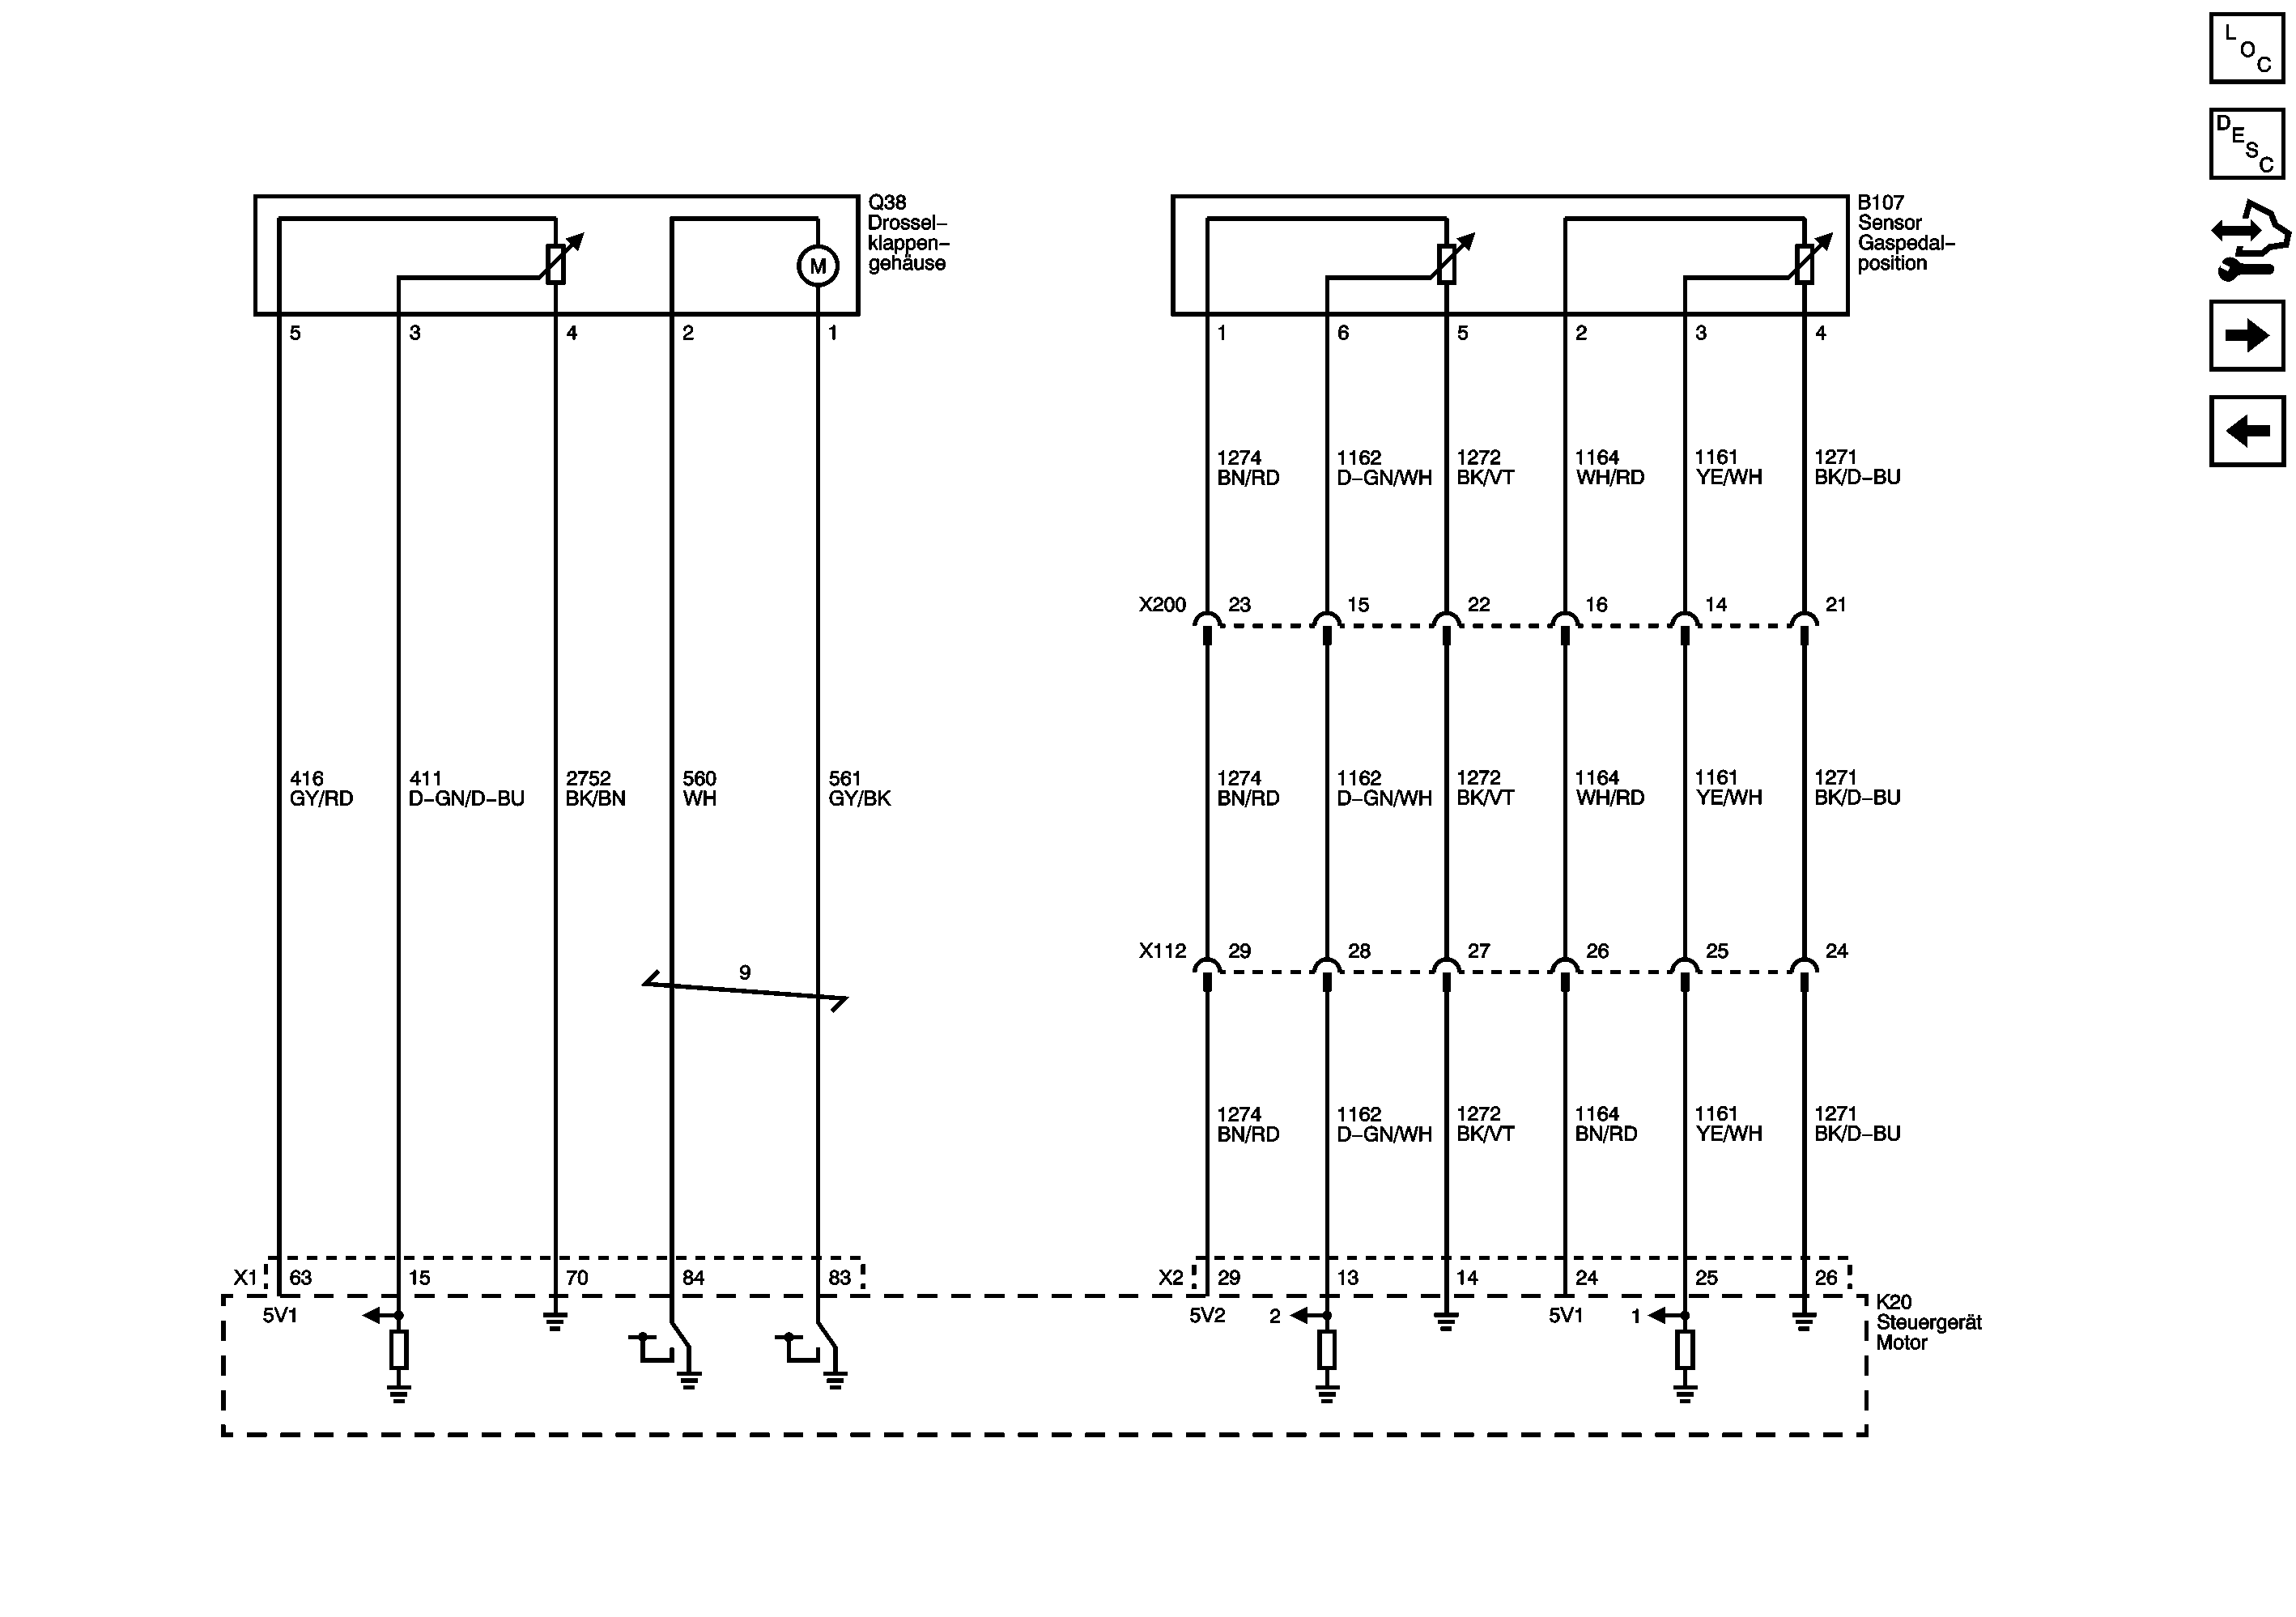 L
O
C
D
E
S
C
Q38
Drossel–
klappen–
gehäuse
M
5 3 4 2 1
B107
Sensor
Gaspedal–
position
1 6 5 2 3 4
1274 1162 1272 1164 1161 1271
BN/RD D–GN/WH BK/VT WH/RD YE/WH BK/D–BU
X200 23 15 22 16 14 21
416 411 2752 560 561
GY/RD D–GN/D–BU BK/BN WH GY/BK
1274 1162 1272 1164 1161 1271
BN/RD D–GN/WH BK/VT WH/RD YE/WH BK/D–BU
9
X112 29 28 27 26 25 24
1274 1162 1272 1164 1161 1271
BN/RD D–GN/WH BK/VT BN/RD YE/WH BK/D–BU
X1 63 15 70 84 83
X2 29 13 14 24 25 26
5V1
5V2 2 5V1 1
K20
Steuergerät
Motor